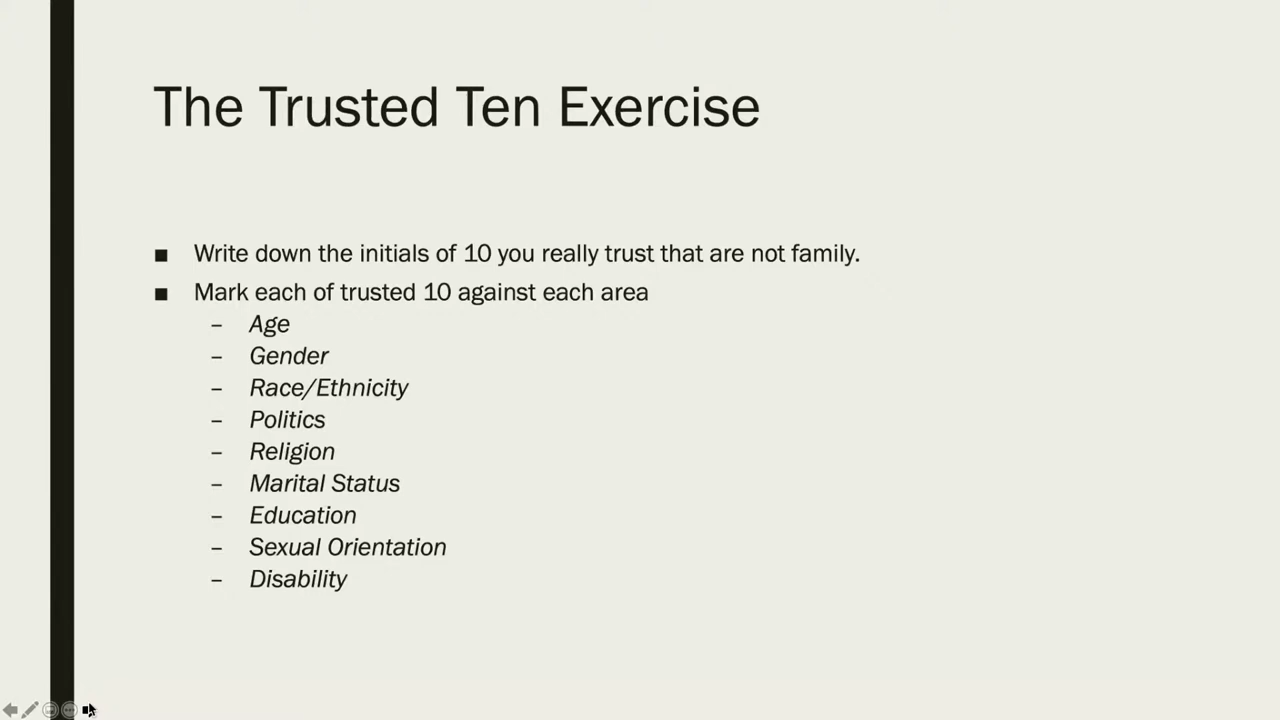 The Trusted Ten Exercise
■ Write down the initials of 10 you really trust that are not family.
■ Mark each of trusted 10 against each area
– Age
– Gender
– Race/Ethnicity
– Politics
– Religion
– Marital Status
– Education
– Sexual Orientation
– Disability